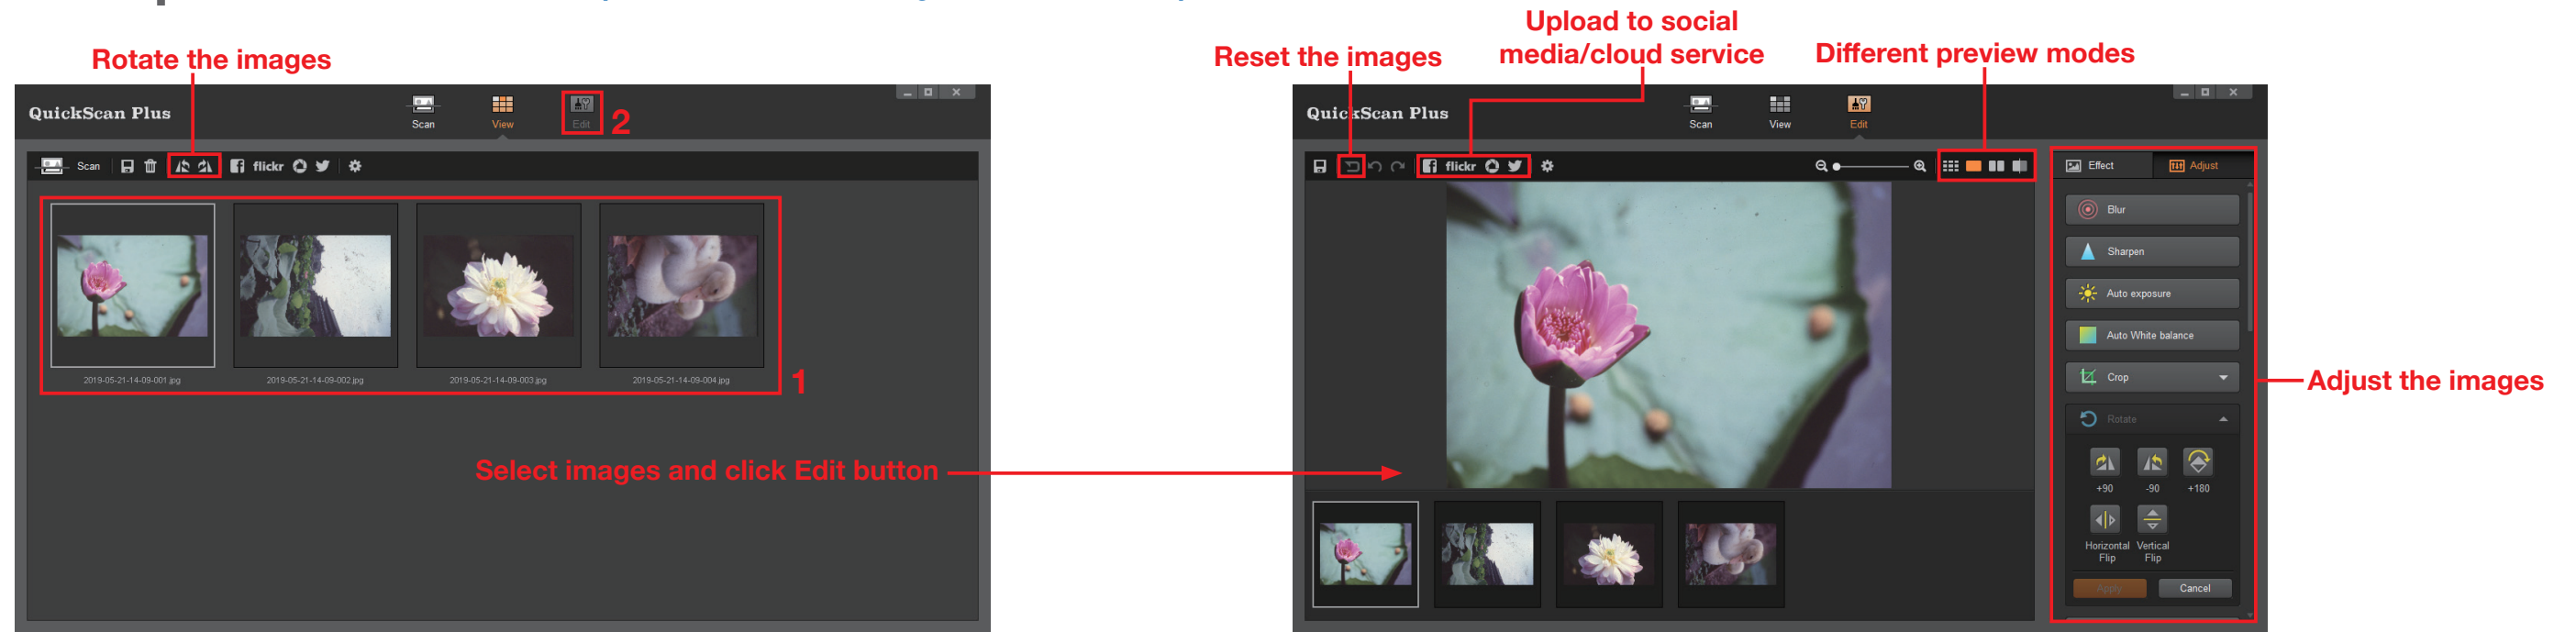 Rotate the images
QuickScan Plus
Scan
View
Edit
2
Scan
flickr
2019-05-21-14-09-001.jpg
2019-05-21-14-09-002.jpg
2019-05-21-14-09-003.jpg
2019-05-21-14-09-004.jpg
1
Select images and click Edit button
Reset the images
Upload to social
media/cloud service
Different preview modes
QuickScan Plus
Scan
View
Edit
flickr
Effect
Adjust
Blur
Sharpen
Auto exposure
Auto White balance
Crop
Rotate
+90
-90
+180
Horizontal
Flip
Vertical
Flip
Apply
Cancel
Adjust the images